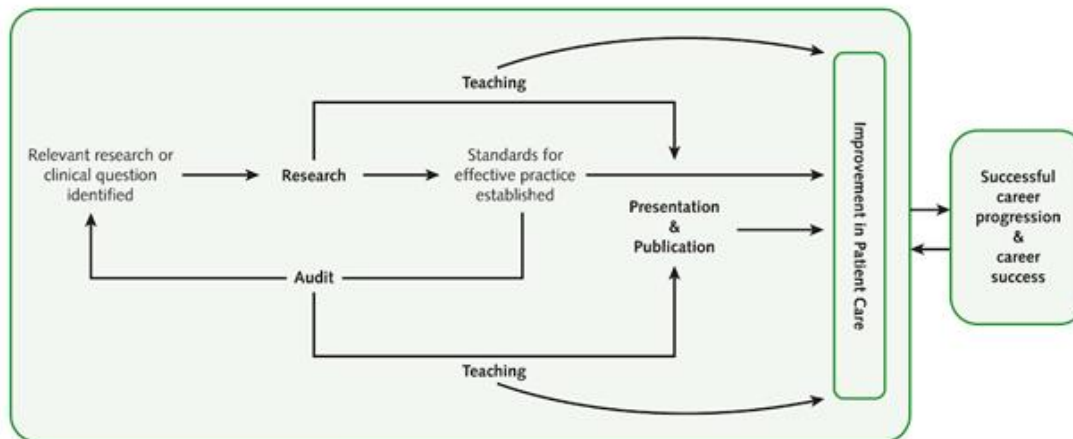 Teaching
Relevant research or
clinical question
identified
Research
Standards for
effective practice
established
Presentation
&
Publication
Audit
Teaching
Improvement in Patient Care
Successful
career
progression
&
career
success